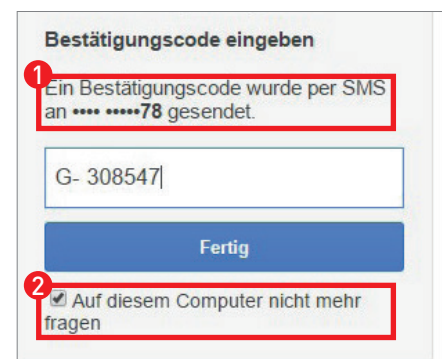 Bestätigungscode eingeben
1
Ein Bestätigungscode wurde per SMS
an •••• •••••78 gesendet.
G- 308547
Fertig
2
Auf diesem Computer nicht mehr
fragen